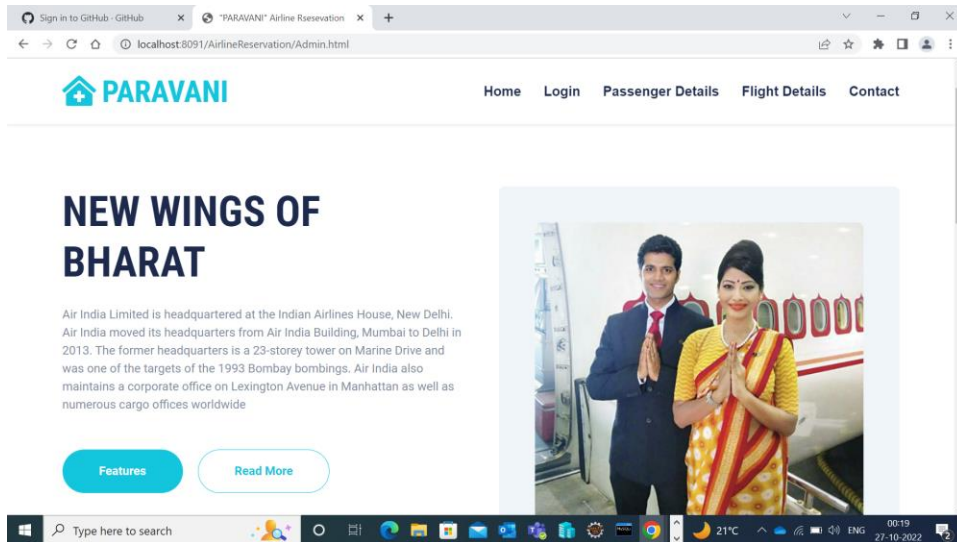 Sign in to GitHub · GitHub
"PARAVANI" Airline Rsesevation
localhost:8091/AirlineReservation/Admin.html
PARAVANI
Home Login Passenger Details Flight Details Contact
NEW WINGS OF
BHARAT
Air India Limited is headquartered at the Indian Airlines House, New Delhi.
Air India moved its headquarters from Air India Building, Mumbai to Delhi in
2013. The former headquarters is a 23-storey tower on Marine Drive and
was one of the targets of the 1993 Bombay bombings. Air India also
maintains a corporate office on Lexington Avenue in Manhattan as well as
numerous cargo offices worldwide
Features Read More
Type here to search
21°C
ENG
00:19
27-10-2022
2